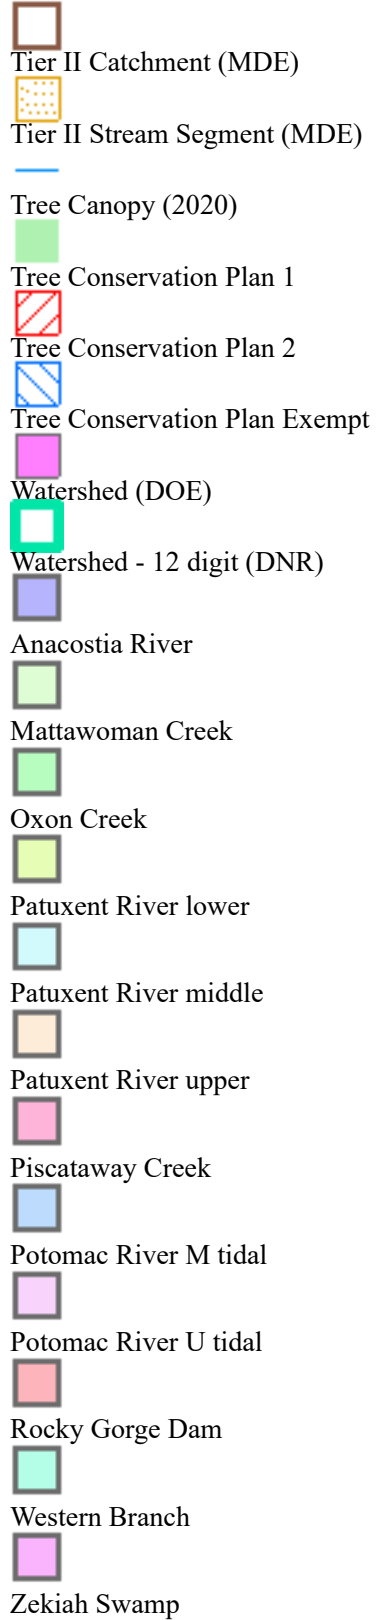 Tier II Catchment (MDE)
Tier II Stream Segment (MDE)
Tree Canopy (2020)
Tree Conservation Plan 1
Tree Conservation Plan 2
Tree Conservation Plan Exempt
Watershed (DOE)
Watershed - 12 digit (DNR)
Anacostia River
Mattawoman Creek
Oxon Creek
Patuxent River lower
Patuxent River middle
Patuxent River upper
Piscataway Creek
Potomac River M tidal
Potomac River U tidal
Rocky Gorge Dam
Western Branch
Zekiah Swamp